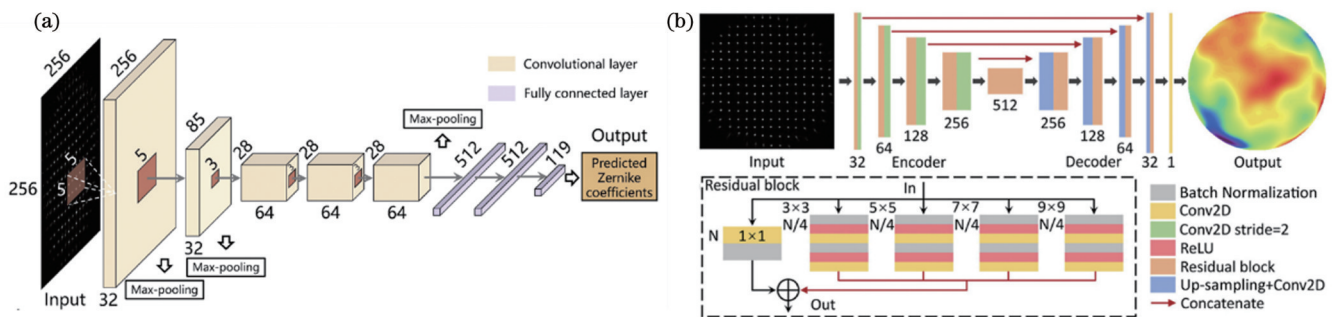 (a)
256
256
256
5
5
5
85
3
28
28
28
32
32
64
64
64
Input
Max-pooling
Max-pooling
Max-pooling
Convolutional layer
Fully connected layer
512
512
119
Output
Predicted
Zernike
coefficients
(b)
Input
32
64
128
256
512
256
128
64
32
1
Encoder
Decoder
Output
Residual block
In
N
1×1
3×3
N/4
5×5
N/4
7×7
N/4
9×9
N/4
Out
Batch Normalization
Conv2D
Conv2D stride=2
ReLU
Residual block
Up-sampling+Conv2D
Concatenate